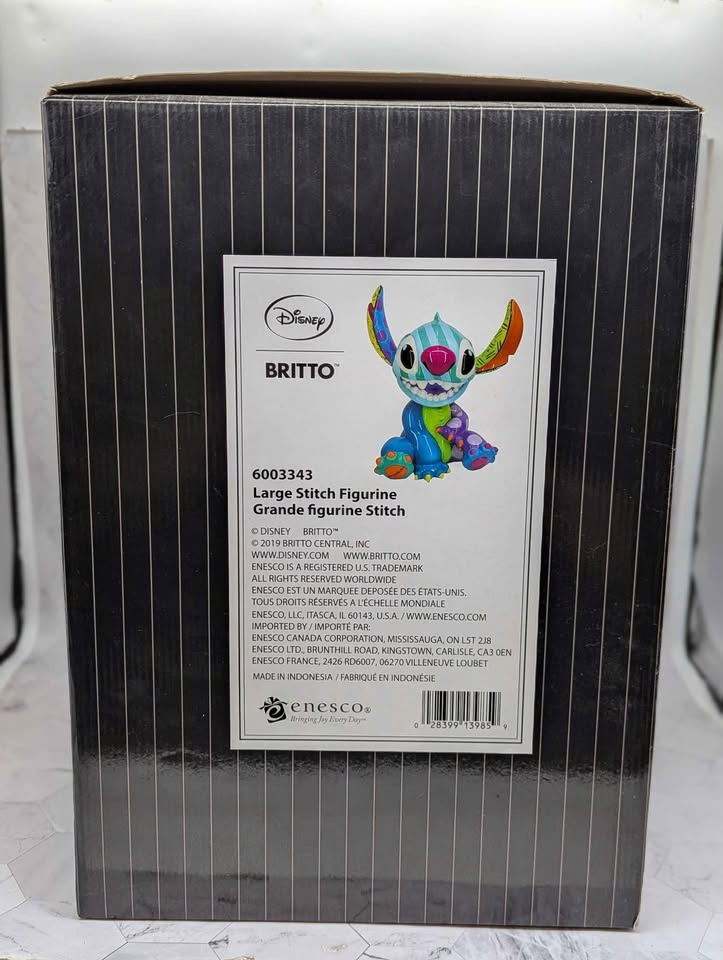 Disney
BRITTO™
6003343
Large Stitch Figurine
Grande figurine Stitch
© DISNEY BRITTO™
© 2019 BRITTO CENTRAL, INC
WWW.DISNEY.COM WWW.BRITTO.COM
ENESCO IS A REGISTERED U.S. TRADEMARK
ALL RIGHTS RESERVED WORLDWIDE
ENESCO EST UN MARQUEE DEPOSÉE DES ÉTATS-UNIS.
TOUS DROITS RÉSERVÉS A L'ÉCHELLE MONDIALE
ENESCO, LLC, ITASCA, IL 60143, U.S.A. / WWW.ENESCO.COM
IMPORTED BY / IMPORTÉ PAR:
ENESCO CANADA CORPORATION, MISSISSAUGA, ON L5T 2J8
ENESCO LTD., BRUNTHILL ROAD, KINGSTOWN, CARLISLE, CA3 0EN
ENESCO FRANCE, 2426 RD6007, 06270 VILLENEUVE LOUBET
MADE IN INDONESIA / FABRIQUÉ EN INDONÉSIE
enesco®
Bringing Joy Every Day™
0 28399 13985 9